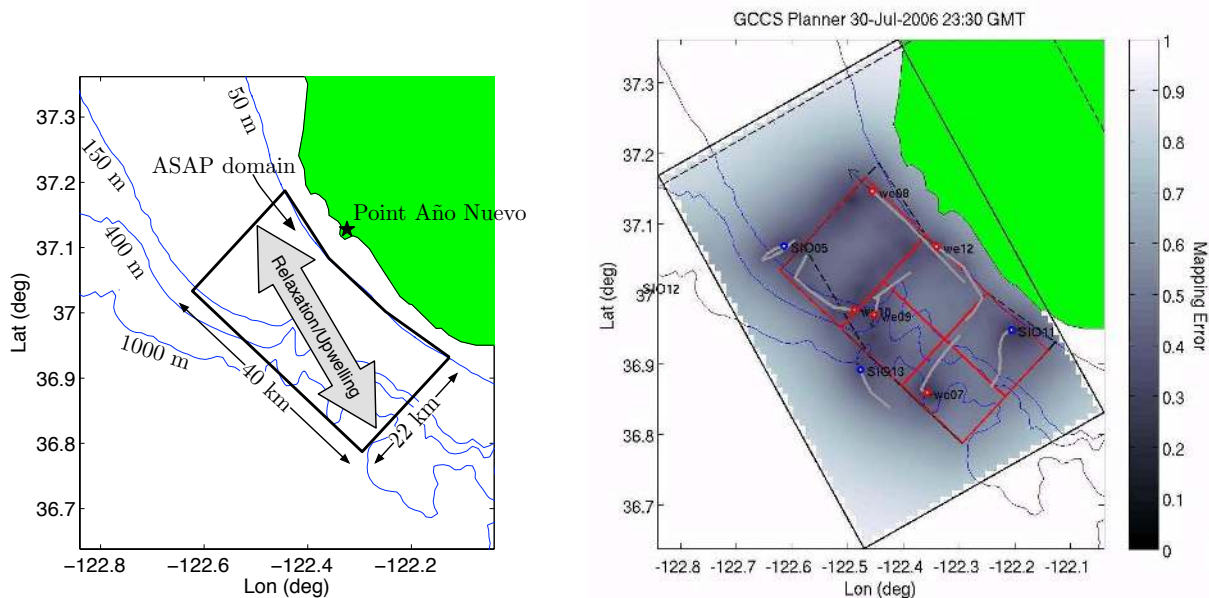 37.3
37.2
37.1
37
36.9
36.8
36.7
−122.8
−122.6
−122.4
−122.2
Lat (deg)
Lon (deg)
50 m
150 m
400 m
1000 m
ASAP domain
Point Año Nuevo
Relaxation/Upwelling
40 km
22 km
GCCS Planner 30-Jul-2006 23:30 GMT
37.3
37.2
37.1
37
36.9
36.8
36.7
-122.8
-122.7
-122.6
-122.5
-122.4
-122.3
-122.2
-122.1
Lat (deg)
Lon (deg)
we08
SIO05
we12
SIO12
we10
we09
SIO11
SIO13
we07
1
0.9
0.8
0.7
0.6
0.5
0.4
0.3
0.2
0.1
0
Mapping Error